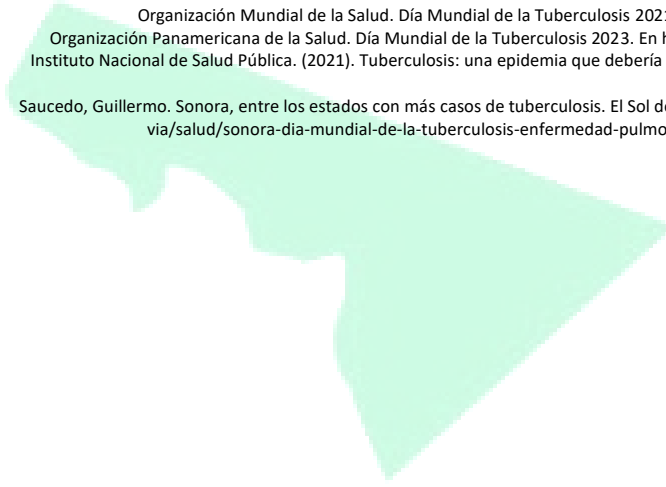 Organización Mundial de la Salud. Día Mundial de la Tuberculosis 2021
Organización Panamericana de la Salud. Día Mundial de la Tuberculosis 2023. En
Instituto Nacional de Salud Pública. (2021). Tuberculosis: una epidemia que debería
Saucedo, Guillermo. Sonora, entre los estados con más casos de tuberculosis. El Sol
via/salud/sonora-dia-mundial-de-la-tuberculosis-enfermedad-pulmo